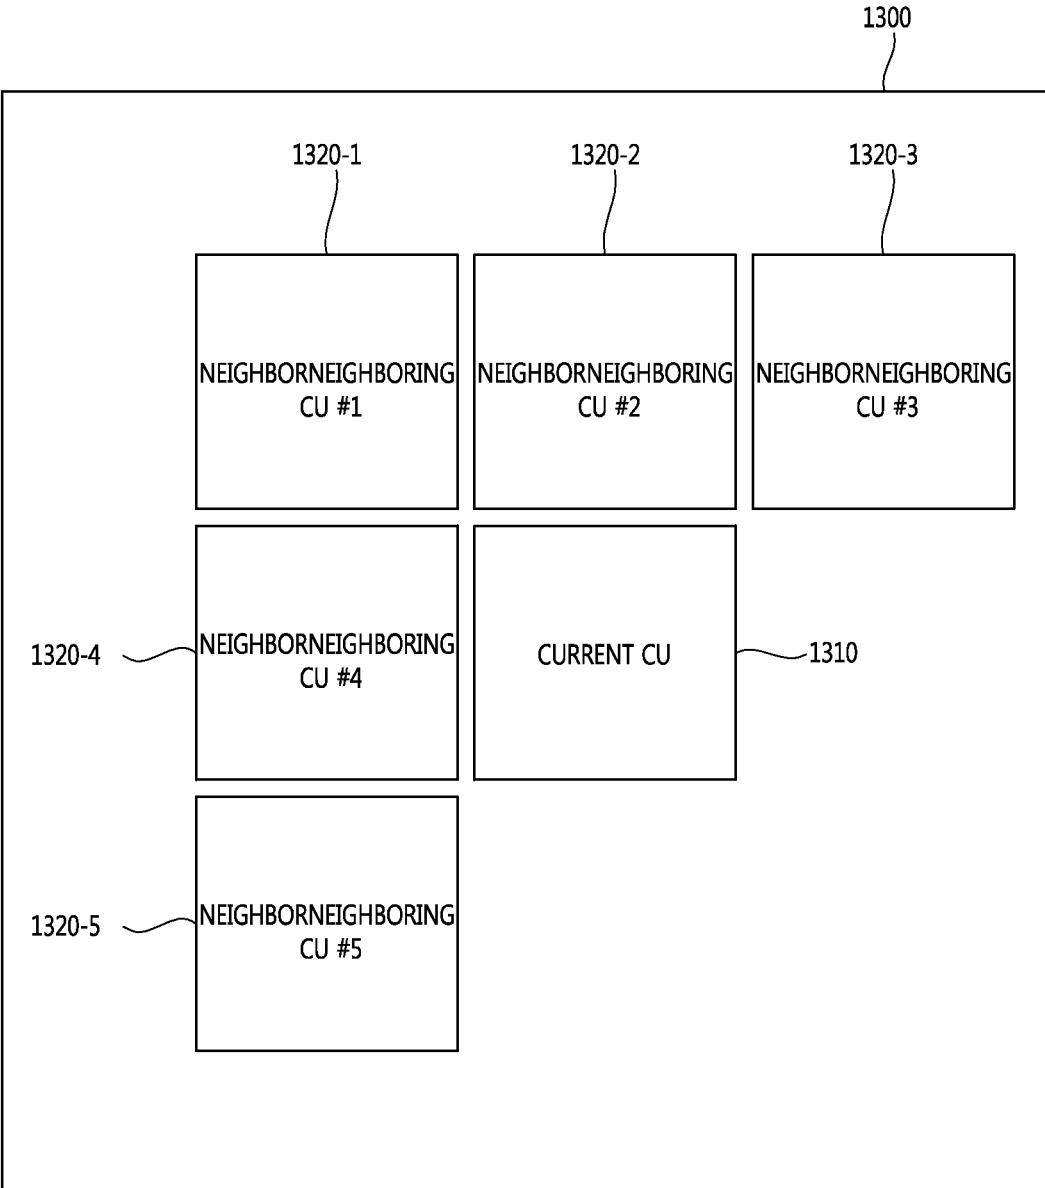 1300
1320-1
1320-2
1320-3
NEIGHBORNEIGHBORING
CU #1
NEIGHBORNEIGHBORING
CU #2
NEIGHBORNEIGHBORING
CU #3
1320-4
NEIGHBORNEIGHBORING
CU #4
CURRENT CU
1310
1320-5
NEIGHBORNEIGHBORING
CU #5